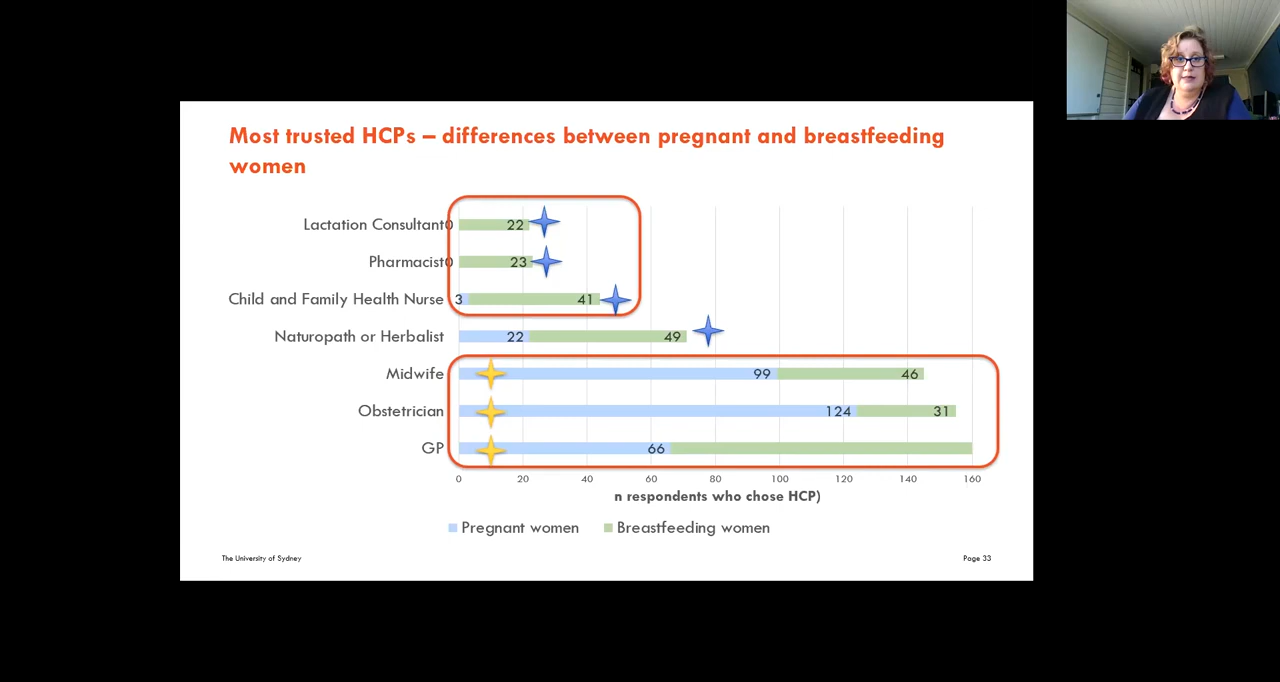 Most trusted HCPs – differences between pregnant and breastfeeding
women
Lactation Consultant 0 22
Pharmacist 0 23
Child and Family Health Nurse 3 41
Naturopath or Herbalist 22 49
Midwife 99 46
Obstetrician 124 31
GP 66
0 20 40 60 80 100 120 140 160
n respondents who chose HCP)
Pregnant women Breastfeeding women
The University of Sydney Page 33